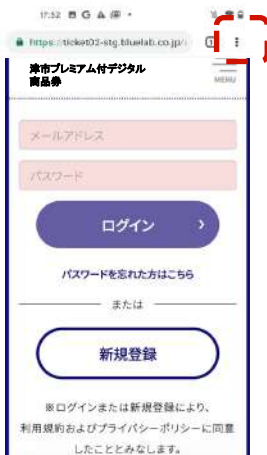 17:52
https://ticket02-stg.bluelab.co.jp/
津市プレミアム付デジタル
商品券
MENU
メールアドレス
パスワード
ログイン
パスワードを忘れた方はこちら
または
新規登録
※ログインまたは新規登録により、
利用規約およびプライバシーポリシーに同意
したこととみなします。